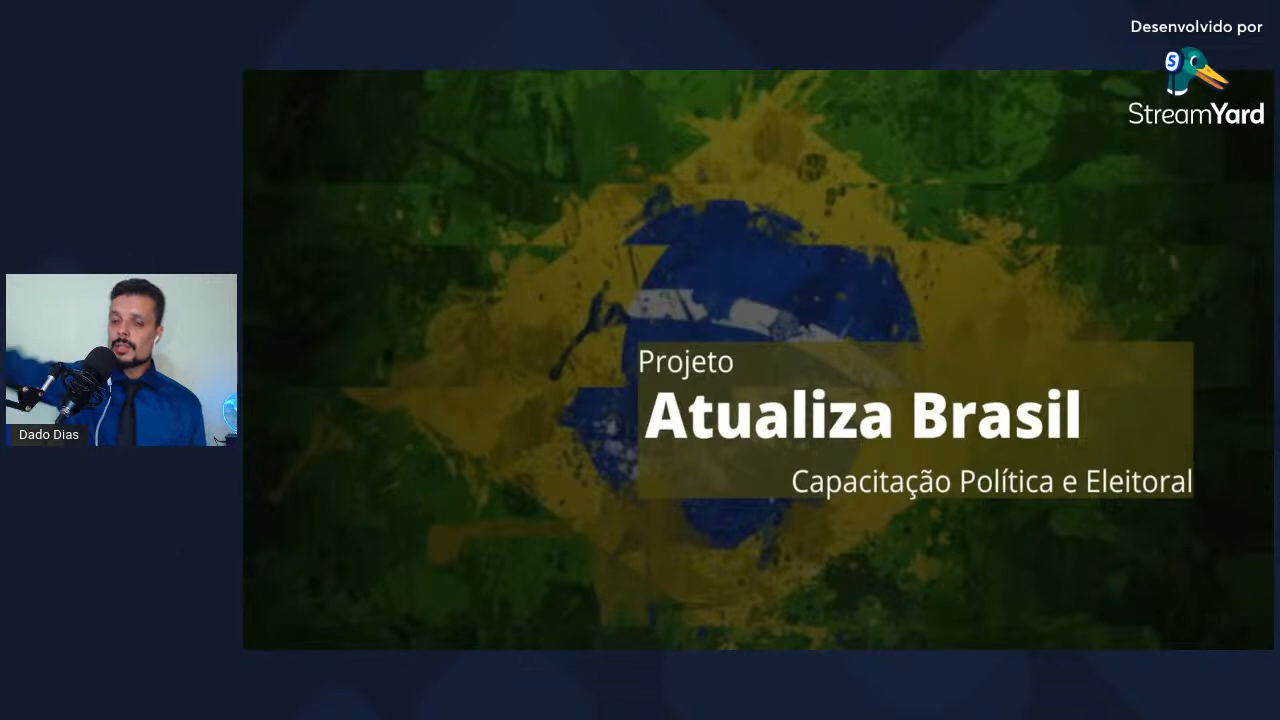 Desenvolvido por
S
StreamYard
Projeto
Atualiza Brasil
Capacitação Política e Eleitoral
Dado Dias